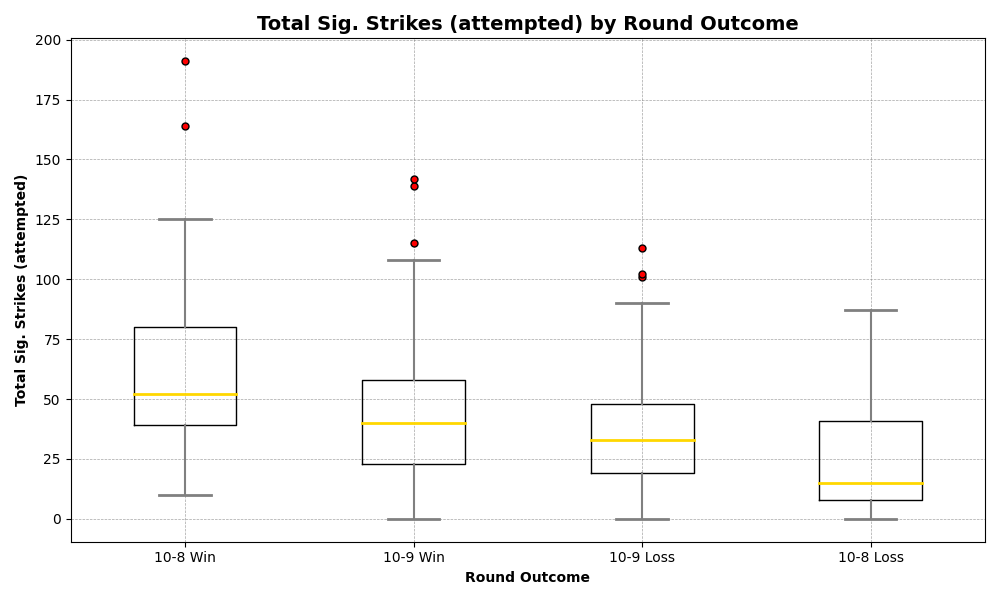 Total Sig. Strikes (attempted) by Round Outcome
Total Sig. Strikes (attempted)
200
175
150
125
100
75
50
25
0
10-8 Win
10-9 Win
10-9 Loss
10-8 Loss
Round Outcome